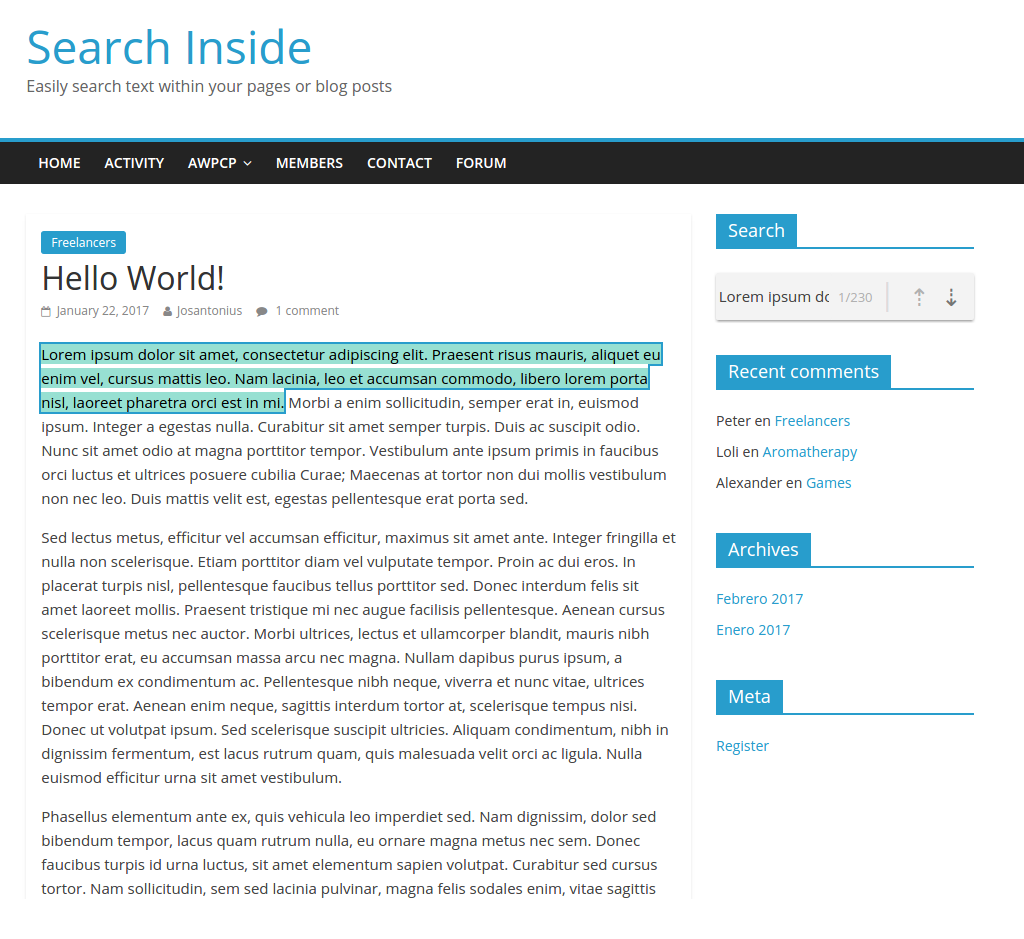 Search Inside
Easily search text within your pages or blog posts
HOME ACTIVITY AWPCP MEMBERS CONTACT FORUM
Freelancers
Hello World!
January 22, 2017 Josantonius 1 comment
Lorem ipsum dolor sit amet, consectetur adipiscing elit. Praesent risus mauris, aliquet eu
enim vel, cursus mattis leo. Nam lacinia, leo et accumsan commodo, libero lorem porta
nisl, laoreet pharetra orci est in mi. Morbi a enim sollicitudin, semper erat in, euismod
ipsum. Integer a egestas nulla. Curabitur sit amet semper turpis. Duis ac suscipit odio.
Nunc sit amet odio at magna porttitor tempor. Vestibulum ante ipsum primis in faucibus
orci luctus et ultrices posuere cubilia Curae; Maecenas at tortor non dui mollis vestibulum
non nec leo. Duis mattis velit est, egestas pellentesque erat porta sed.
Sed lectus metus, efficitur vel accumsan efficitur, maximus sit amet ante. Integer fringilla et
nulla non scelerisque. Etiam porttitor diam vel vulputate tempor. Proin ac dui eros. In
placerat turpis nisl, pellentesque faucibus tellus porttitor sed. Donec interdum felis sit
amet laoreet mollis. Praesent tristique mi nec augue facilisis pellentesque. Aenean cursus
scelerisque metus nec auctor. Morbi ultrices, lectus et ullamcorper blandit, mauris nibh
porttitor erat, eu accumsan massa arcu nec magna. Nullam dapibus purus ipsum, a
bibendum ex condimentum ac. Pellentesque nibh neque, viverra et nunc vitae, ultrices
tempor erat. Aenean enim neque, sagittis interdum tortor at, scelerisque tempus nisi.
Donec ut volutpat ipsum. Sed scelerisque suscipit ultricies. Aliquam condimentum, nibh in
dignissim fermentum, est lacus rutrum quam, quis malesuada velit orci ac ligula. Nulla
euismod efficitur urna sit amet vestibulum.
Phasellus elementum ante ex, quis vehicula leo imperdiet sed. Nam dignissim, dolor sed
bibendum tempor, lacus quam rutrum nulla, eu ornare magna metus nec sem. Donec
faucibus turpis id urna luctus, sit amet elementum sapien volutpat. Curabitur sed cursus
tortor. Nam sollicitudin, sem sed lacinia pulvinar, magna felis sodales enim, vitae sagittis
Search
Lorem ipsum do 1/230
Recent comments
Peter en Freelancers
Loli en Aromatherapy
Alexander en Games
Archives
Febrero 2017
Enero 2017
Meta
Register